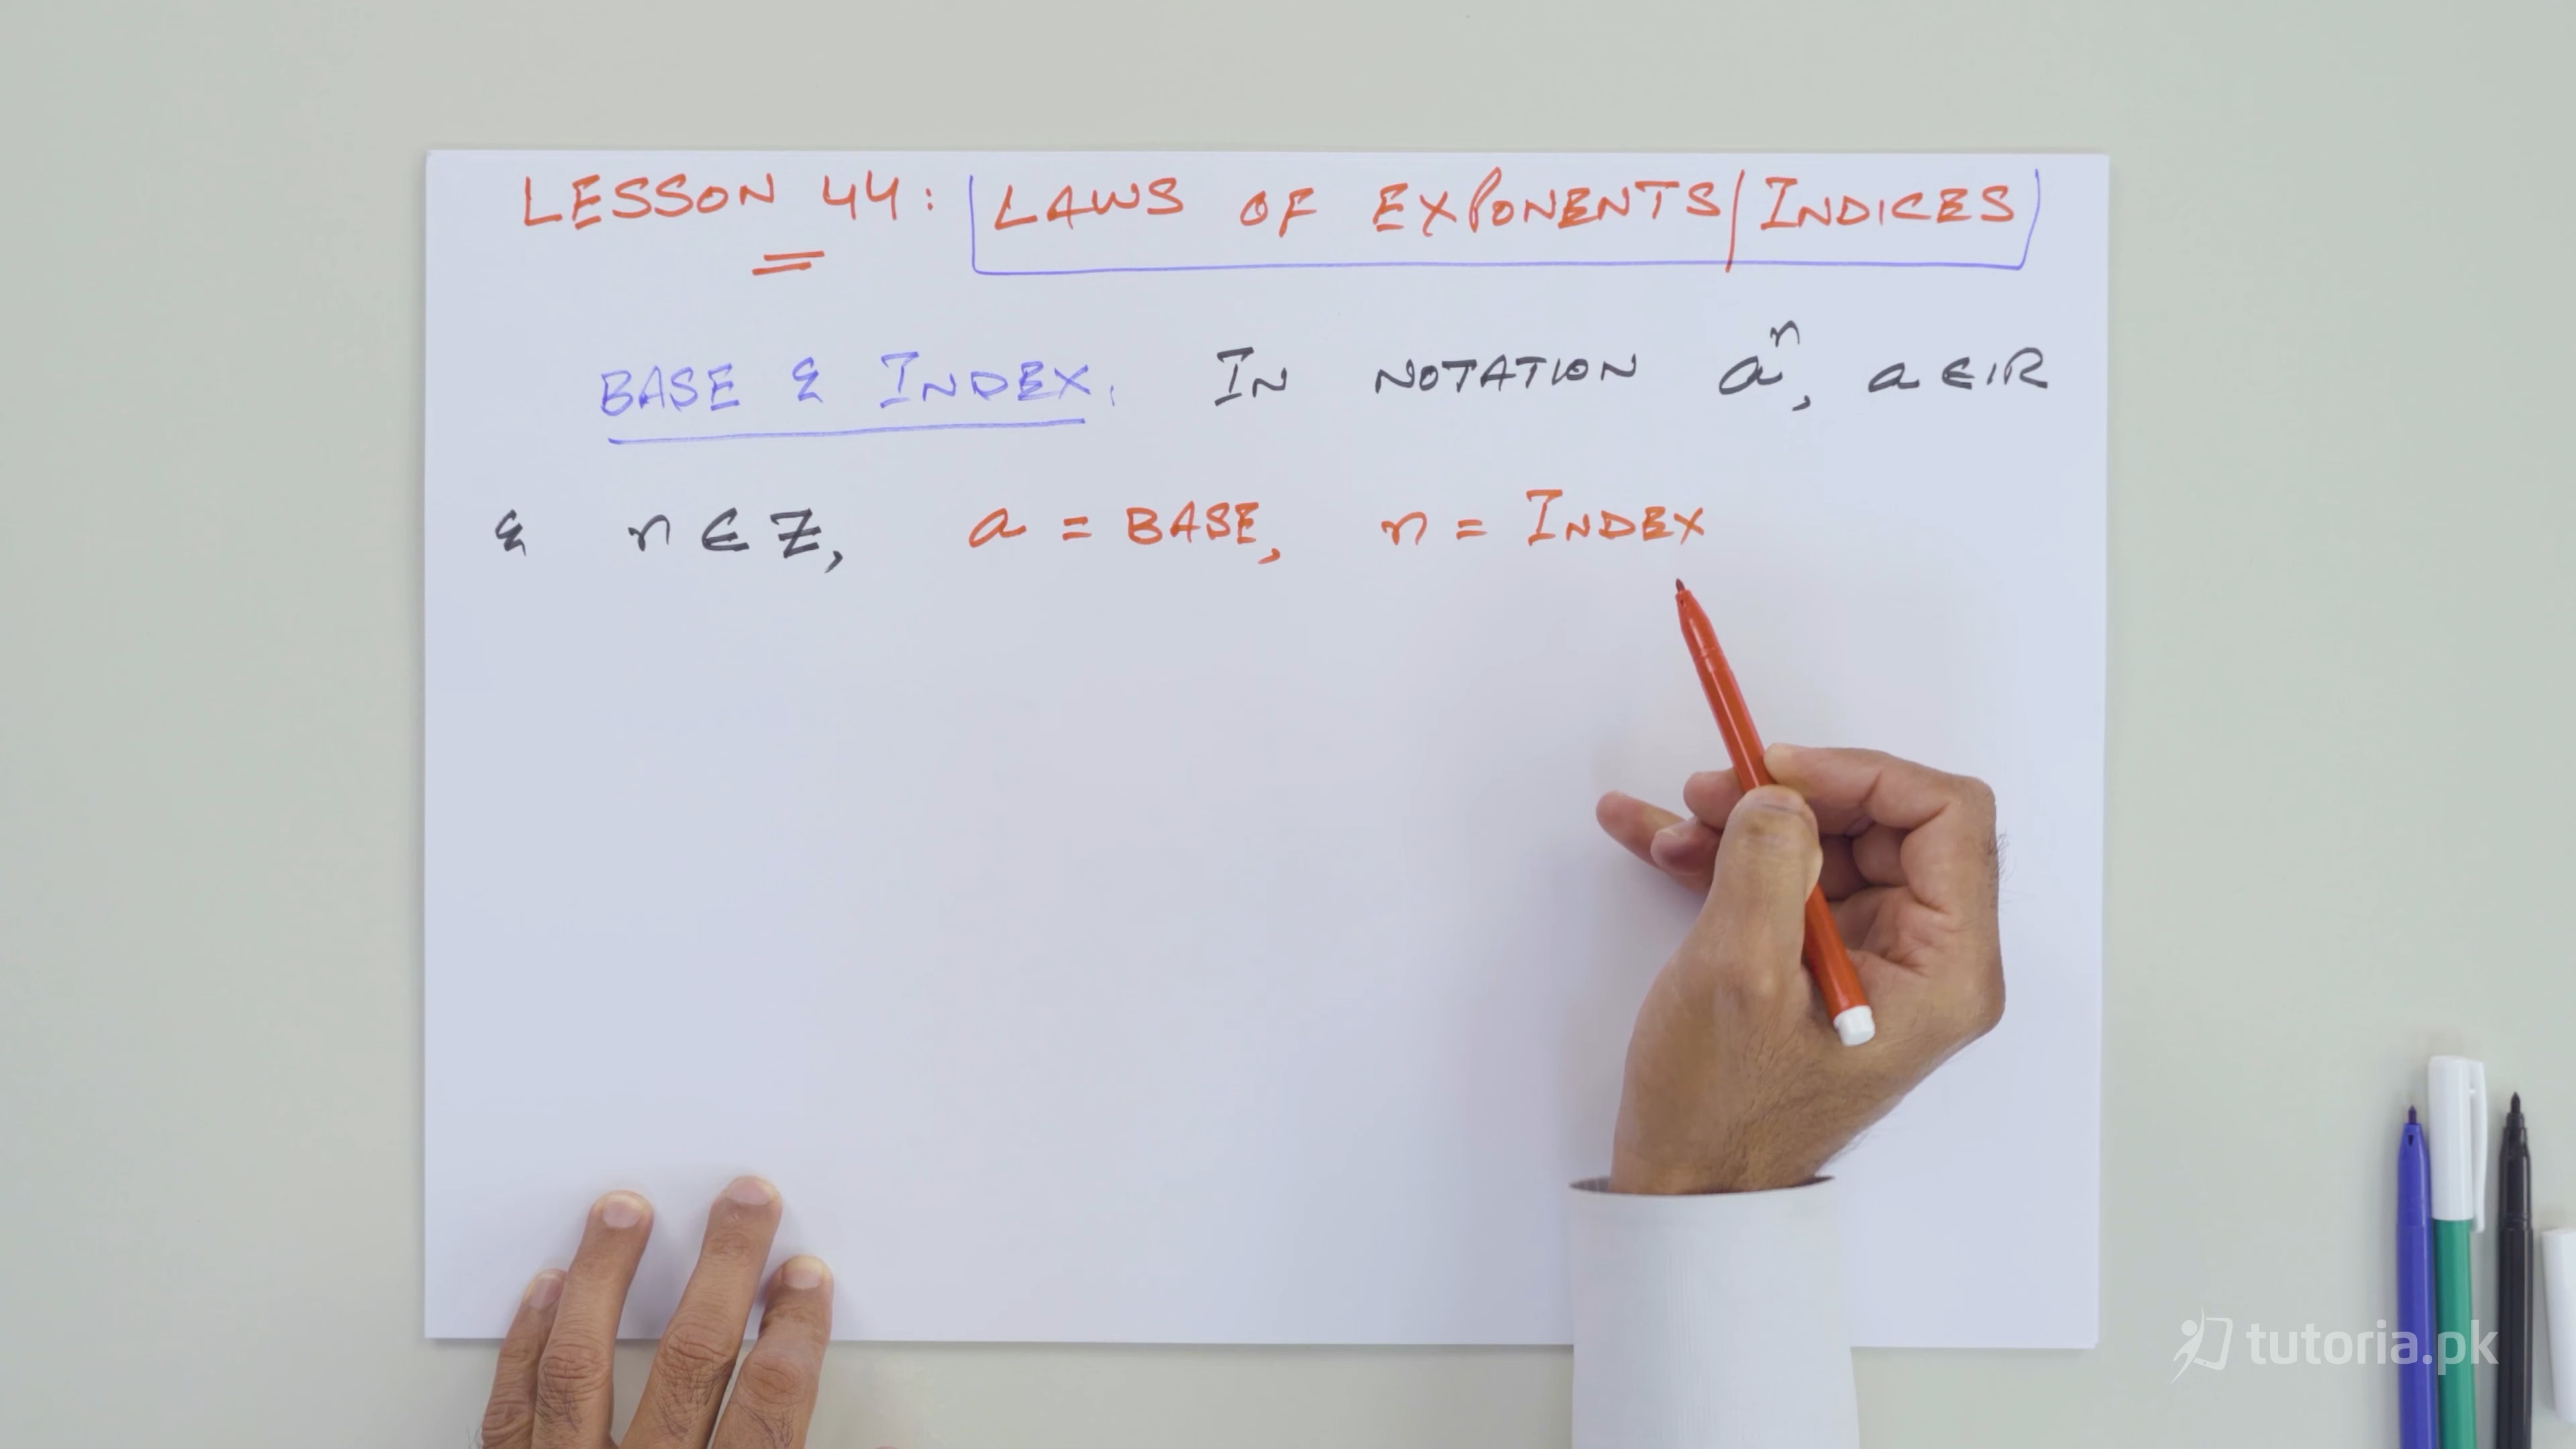 LESSON 44: LAWS OF EXPONENTS/INDICES
BASE & INDEX. IN NOTATION aⁿ, a ∈ ℝ
& n ∈ ℤ, a = BASE, n = INDEX
tutoria.pk